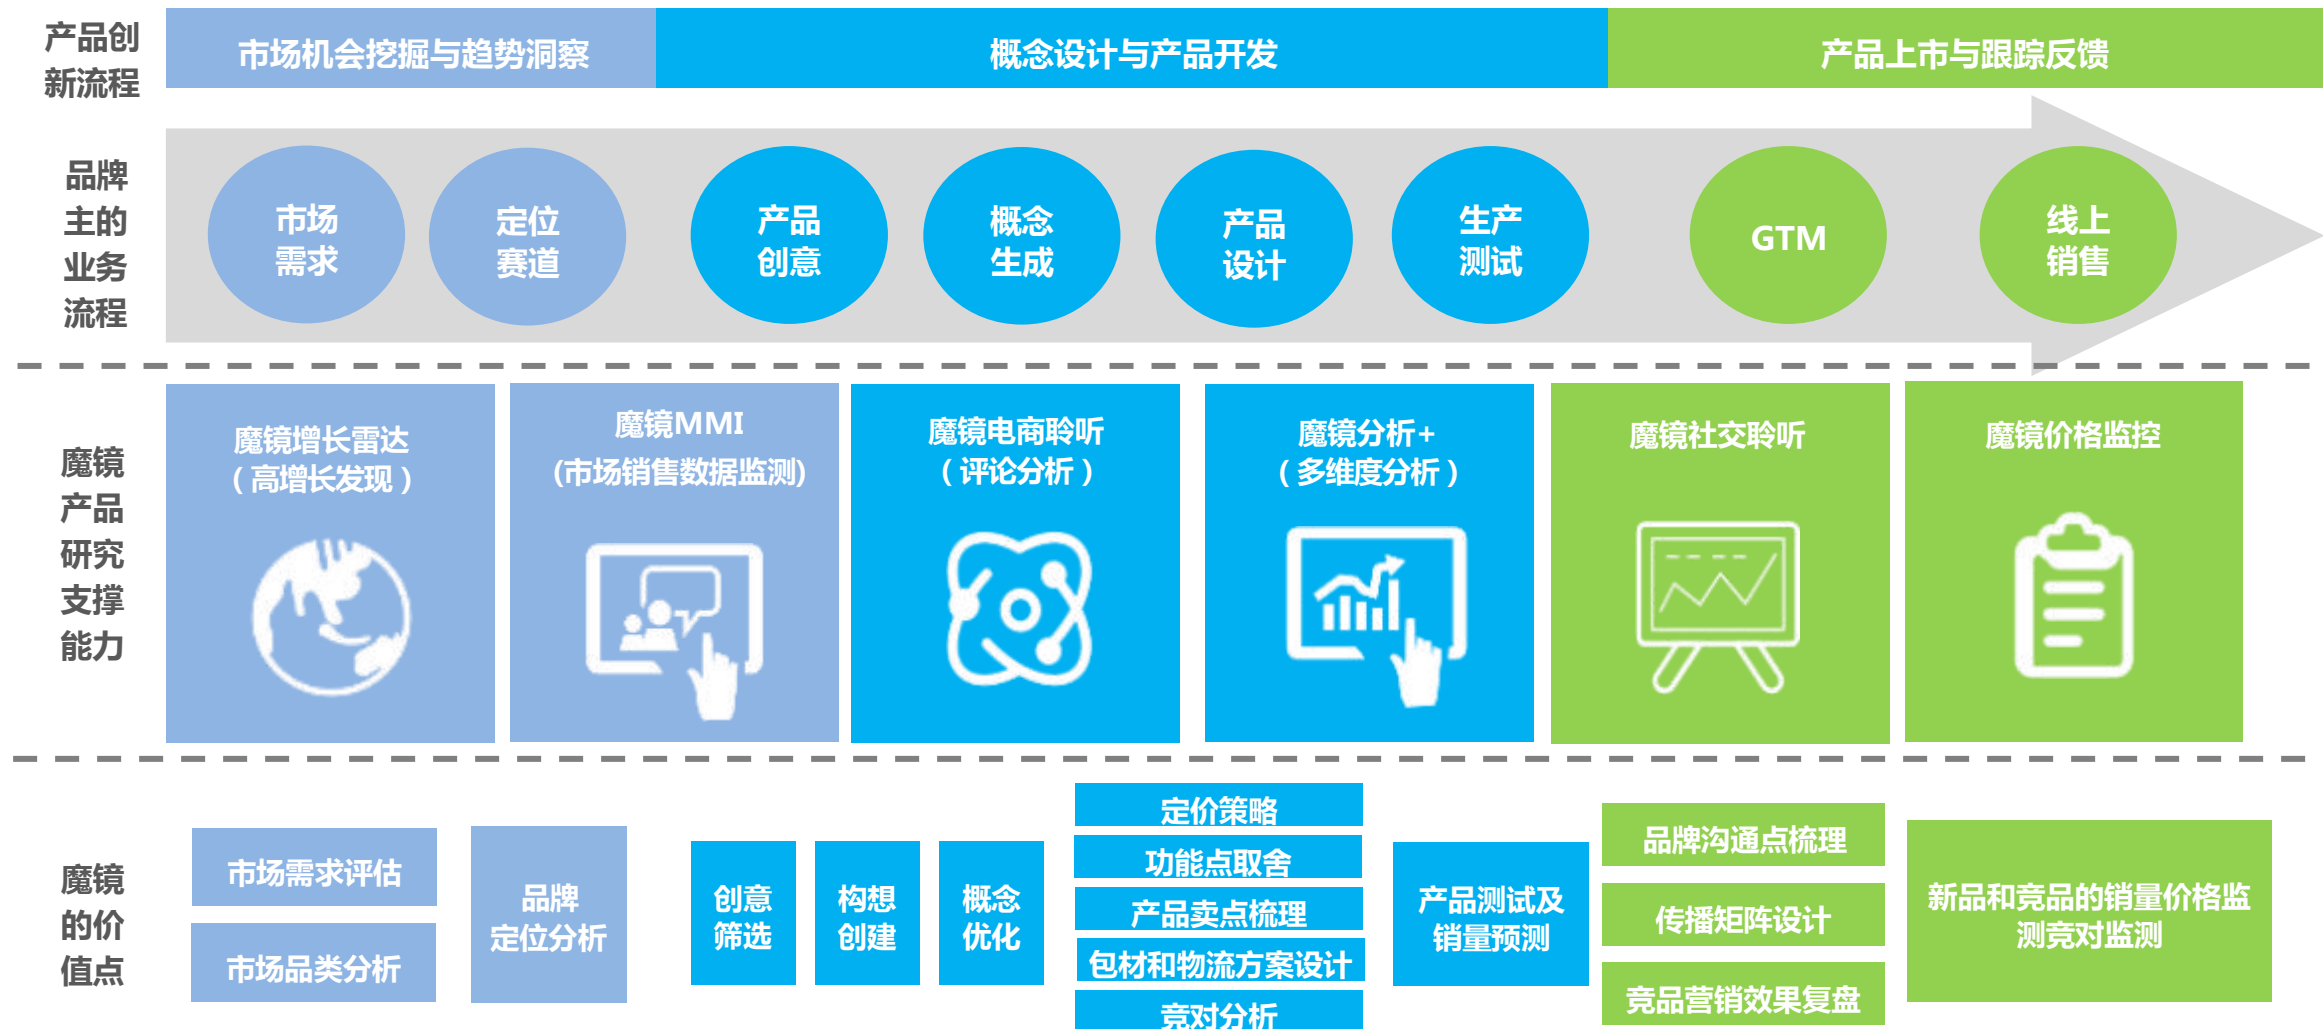 产品创
新流程
市场机会挖掘与趋势洞察
概念设计与产品开发
产品上市与跟踪反馈
品牌
主的
业务
流程
市场
需求
定位
赛道
产品
创意
概念
生成
产品
设计
生产
测试
GTM
线上
销售
魔镜
产品
研究
支撑
能力
魔镜增长雷达
（高增长发现）
魔镜MMI
(市场销售数据监测)
魔镜电商聆听
（评论分析）
魔镜分析+
（多维度分析）
魔镜社交聆听
魔镜价格监控
魔镜
的价
值点
市场需求评估
市场品类分析
品牌
定位分析
创意
筛选
构想
创建
概念
优化
定价策略
功能点取舍
产品卖点梳理
包材和物流方案设计
竞对分析
产品测试及
销量预测
品牌沟通点梳理
传播矩阵设计
竞品营销效果复盘
新品和竞品的销量价格监
测竞对监测